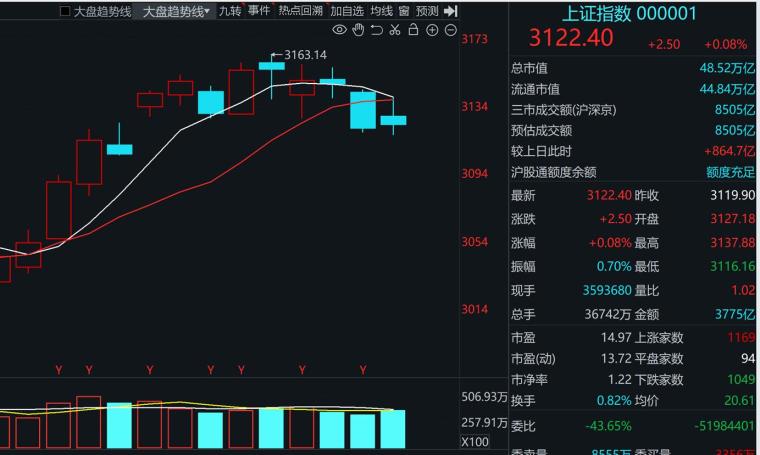 大盘趋势线 大盘趋势线 九转 事件 热点回溯 加自选 均线 窗 预测
上证指数 000001
3122.40 +2.50 +0.08%
总市值 48.52万亿
流通市值 44.84万亿
三市成交额(沪深京) 8505亿
预估成交额 8505亿
较上日此时 +864.7亿
沪股通额度余额 额度充足
最新 3122.40 昨收 3119.90
涨跌 +2.50 开盘 3127.18
涨幅 +0.08% 最高 3137.88
振幅 0.70% 最低 3116.16
现手 3593680 量比 1.02
总手 36742万 金额 3775亿
市盈 14.97 上涨家数 1169
市盈(动) 13.72 平盘家数 94
市净率 1.22 下跌家数 1049
换手 0.82% 均价 20.61
委比 -43.65% -51984401
委卖量 8555万 委买量 3356万
3163.14
3173
3134
3094
3054
3014
Y Y Y Y Y Y Y
506.93万
257.91万
X100